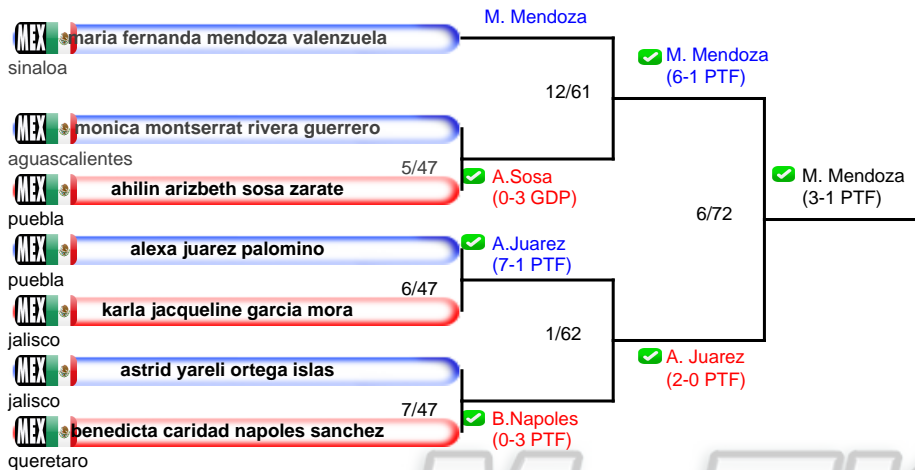 M. Mendoza
MEX maria fernanda mendoza valenzuela
sinaloa
M. Mendoza
(6-1 PTF)
12/61
MEX monica montserrat rivera guerrero
aguascalientes
5/47
A.Sosa
(0-3 GDP)
MEX ahilin arizbeth sosa zarate
puebla
M. Mendoza
(3-1 PTF)
6/72
MEX alexa juarez palomino
puebla
A.Juarez
(7-1 PTF)
6/47
MEX karla jacqueline garcia mora
jalisco
1/62
A. Juarez
(2-0 PTF)
MEX astrid yareli ortega islas
jalisco
7/47
B.Napoles
(0-3 PTF)
MEX benedicta caridad napoles sanchez
queretaro